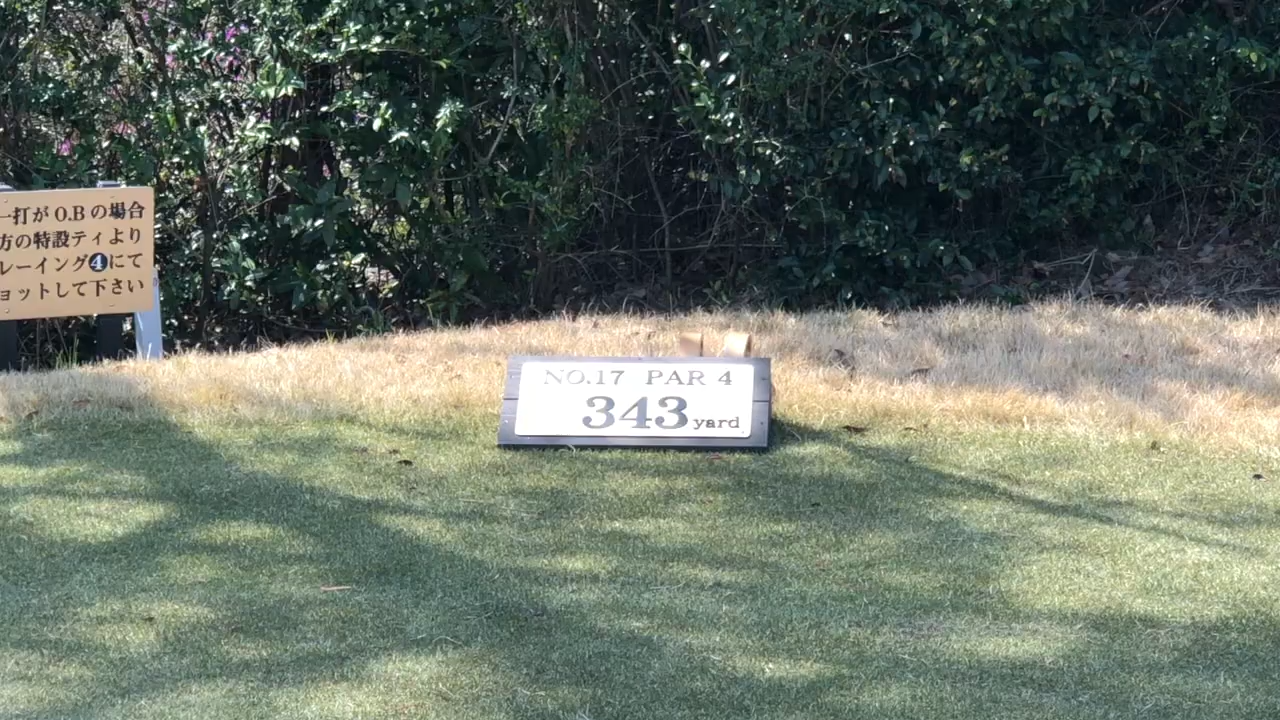 一打が O.B の場合
方の特設ティより
レーイング4にて
ョットして下さい
NO.17 PAR 4
343 yard